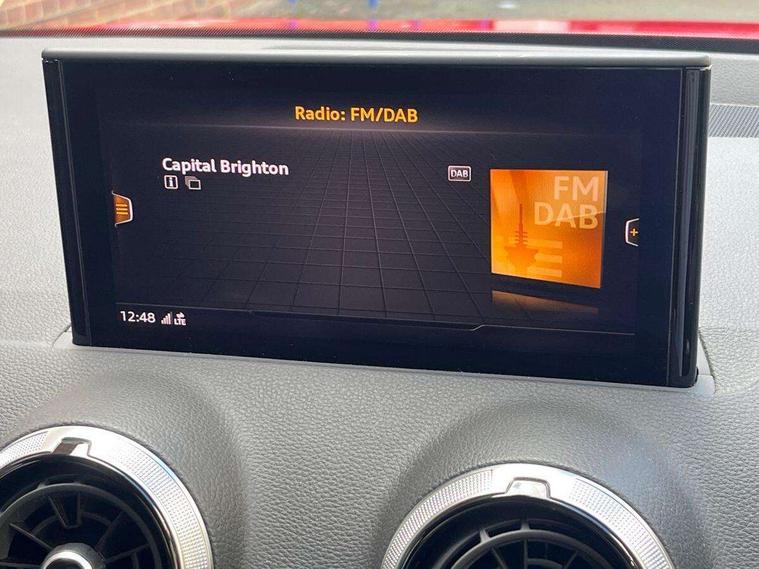 Radio: FM/DAB
Capital Brighton
DAB
FM
DAB
12:48 LTE